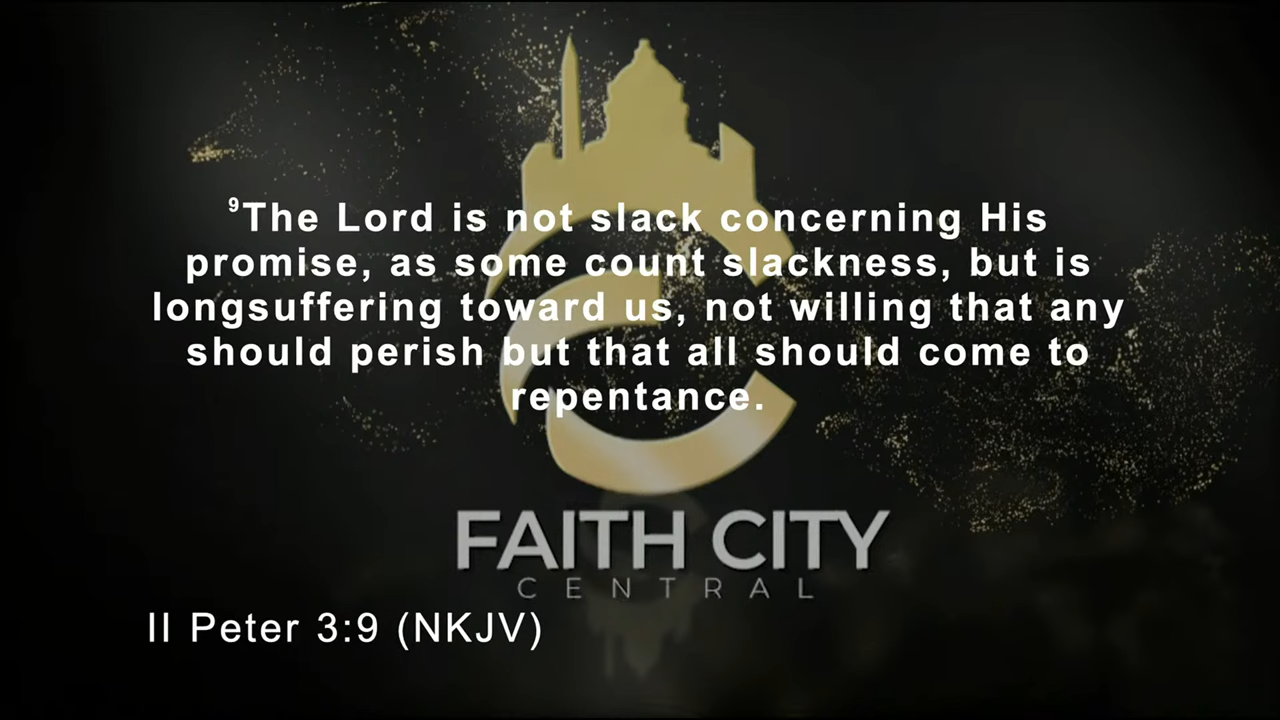 ⁹The Lord is not slack concerning His
promise, as some count slackness, but is
longsuffering toward us, not willing that any
should perish but that all should come to
repentance.
FAITH CITY
CENTRAL
II Peter 3:9 (NKJV)